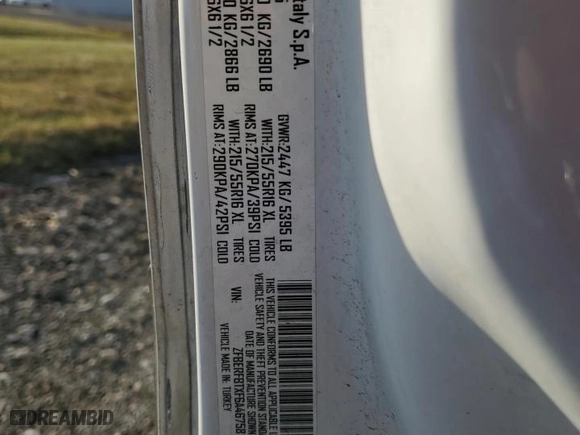 taly S.p.A.
GVWR: 2447 KG / 5395 LB
KG/2690 LB
WITH: 215/55R16 XL TIRES
6X6 1/2
RIMS AT: 270KPA/39PSI COLD
KG/2866 LB
WITH: 215/55R16 XL TIRES
6X6 1/2
RIMS AT: 290KPA/42PSI COLD
THIS VEHICLE CONFORMS TO ALL APPLICABLE
VEHICLE SAFETY AND THEFT PREVENTION STAN
OF MANUFACTURE SHOWN
VIN: ZFBERFBTXF6A46758
VEHICLE MADE IN: TURKEY
DREAMBID